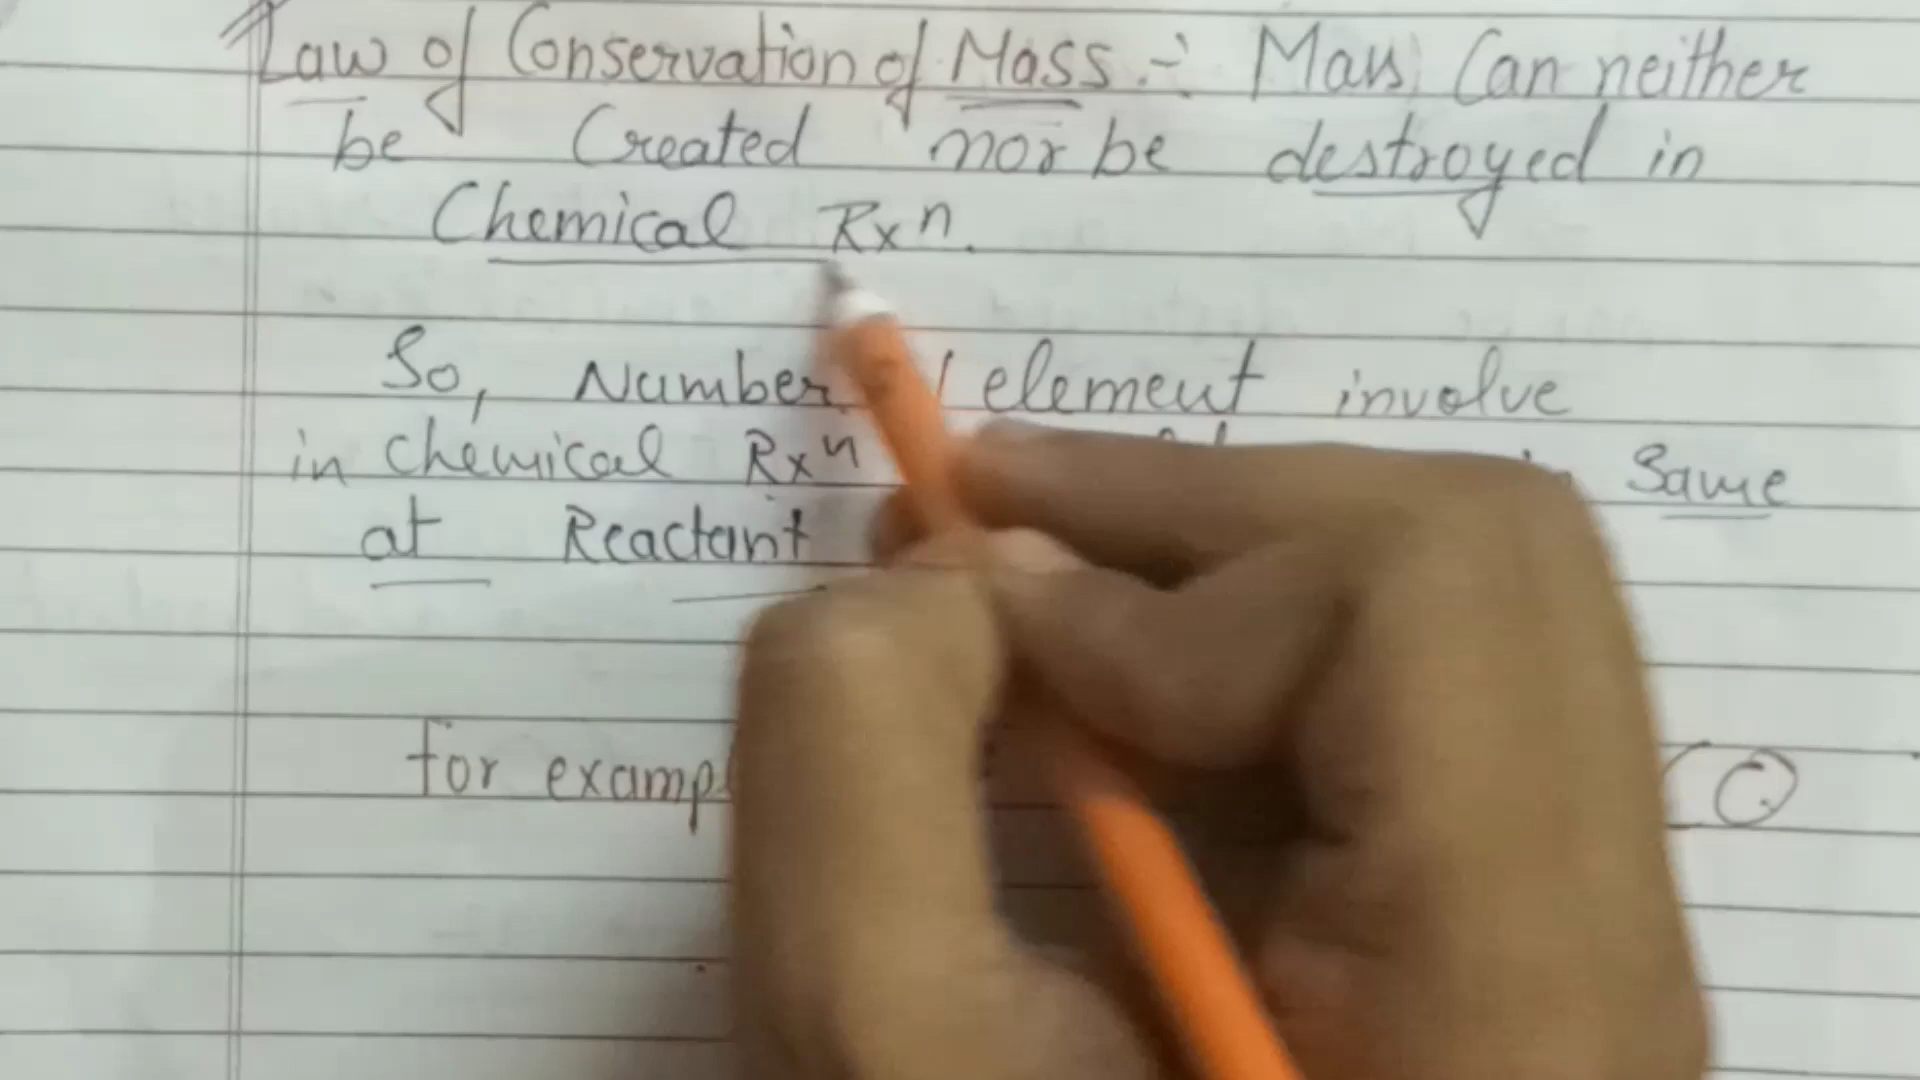 Law of Conservation of Mass :- Mass Can neither
be Created nor be destroyed in
Chemical Rxn.
So, Number element involve
in chemical Rxn Same
at Reactant
for example